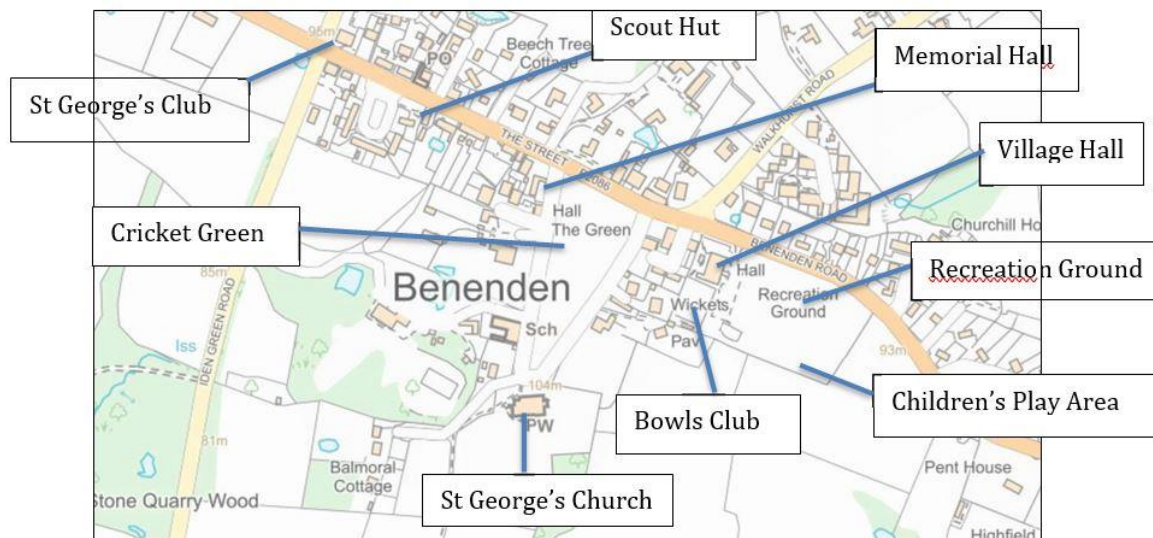 Scout Hut
Memorial Hall
95m
Beech Tree
Cottage
PO
St George's Club
WALKHURST ROAD
Village Hall
THE STREET
B2086
Hall
The Green
Churchill Ho
Cricket Green
85m
BENENDEN ROAD
Hall
Recreation Ground
Benenden
Wickets
Recreation
Ground
Sch
Pav
IDEN GREEN ROAD
Iss
93m
104m
PW
Children's Play Area
Bowls Club
81m
Balmoral
Cottage
Pent House
St George's Church
Stone Quarry Wood
Highfield